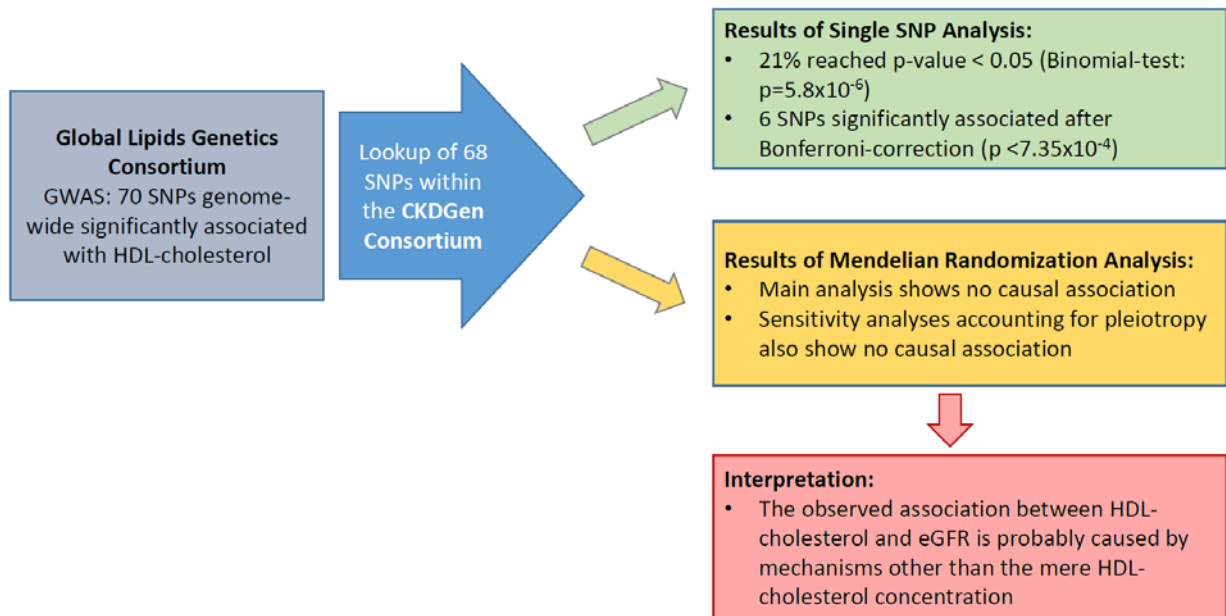 Global Lipids Genetics
Consortium
GWAS: 70 SNPs genome-
wide significantly associated
with HDL-cholesterol
Lookup of 68
SNPs within
the CKDGen
Consortium
Results of Single SNP Analysis:
• 21% reached p-value < 0.05 (Binomial-test:
p=5.8x10⁻⁶)
• 6 SNPs significantly associated after
Bonferroni-correction (p <7.35x10⁻⁴)
Results of Mendelian Randomization Analysis:
• Main analysis shows no causal association
• Sensitivity analyses accounting for pleiotropy
also show no causal association
Interpretation:
• The observed association between HDL-
cholesterol and eGFR is probably caused by
mechanisms other than the mere HDL-
cholesterol concentration